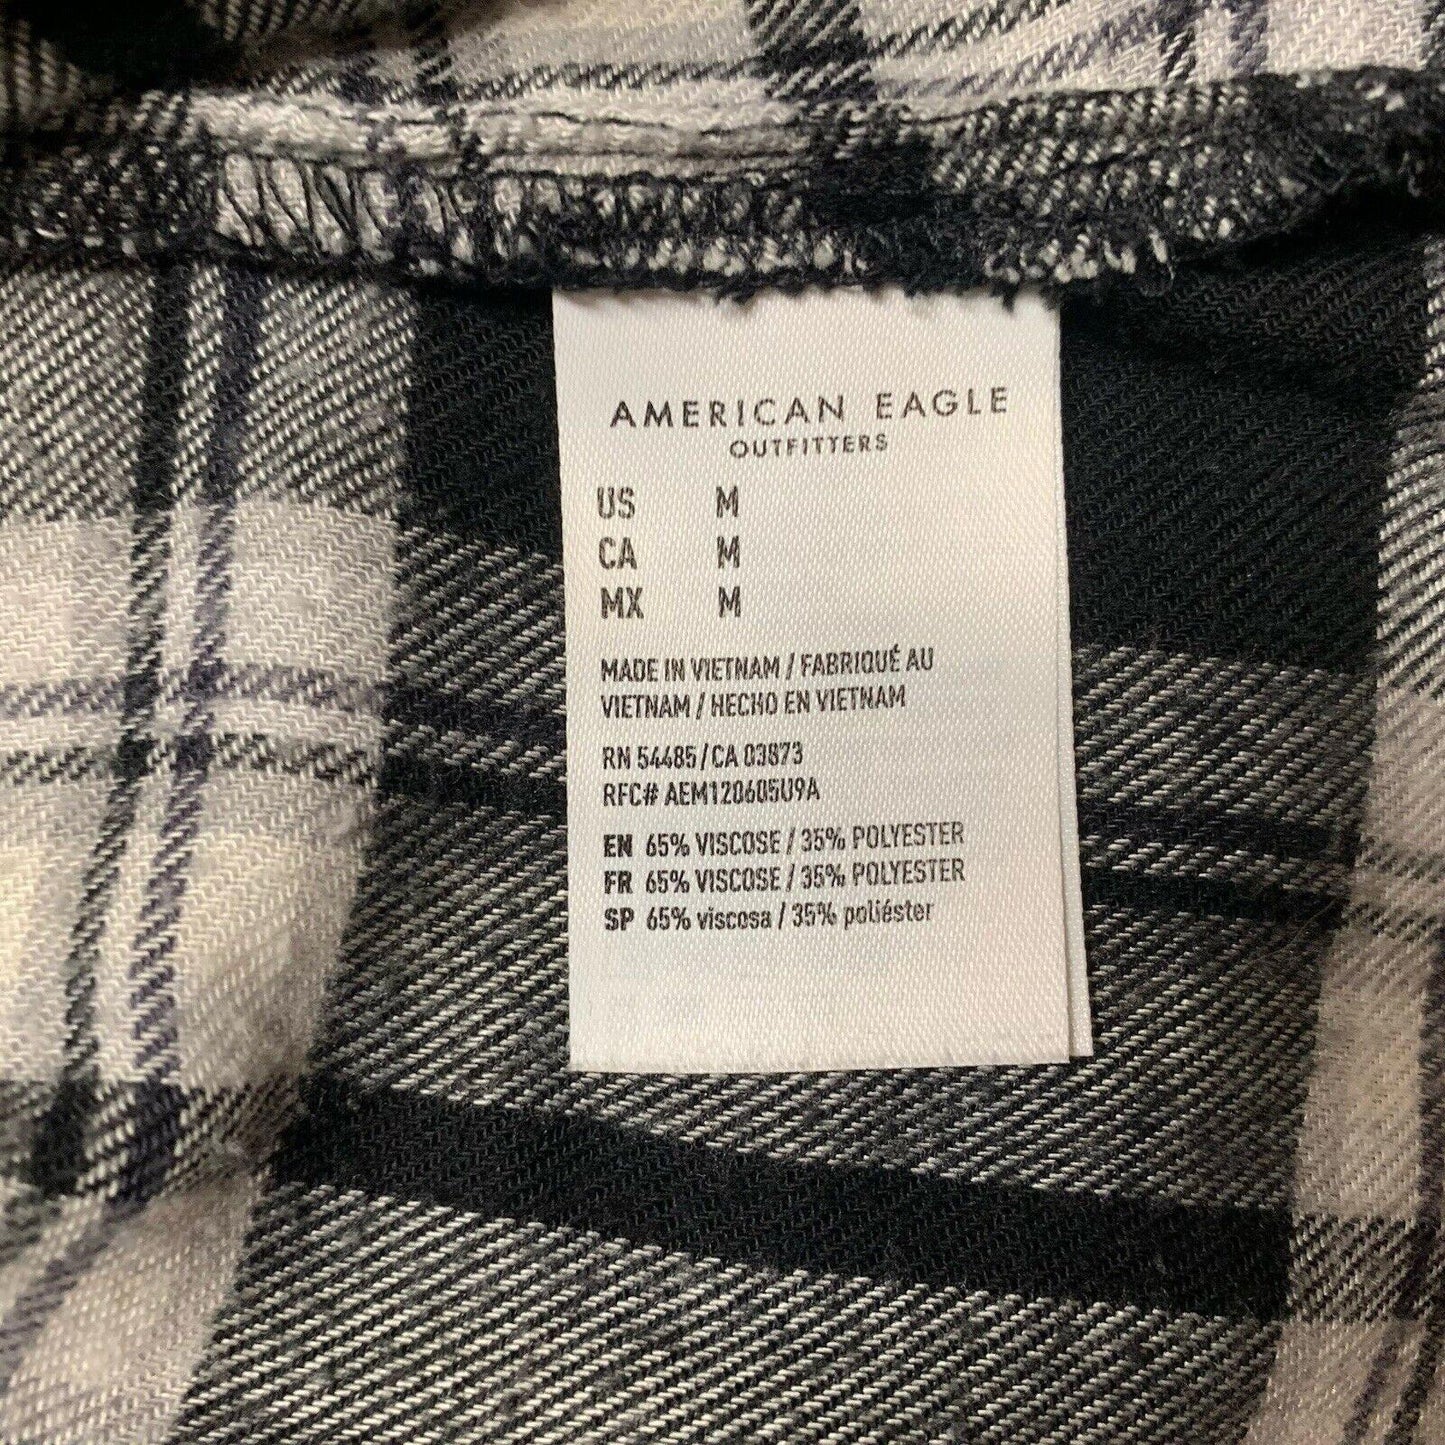 AMERICAN EAGLE
OUTFITTERS
US M
CA M
MX M
MADE IN VIETNAM / FABRIQUÉ AU
VIETNAM / HECHO EN VIETNAM
RN 54485 / CA 03873
RFC# AEM120605U9A
EN 65% VISCOSE / 35% POLYESTER
FR 65% VISCOSE / 35% POLYESTER
SP 65% viscosa / 35% poliéster